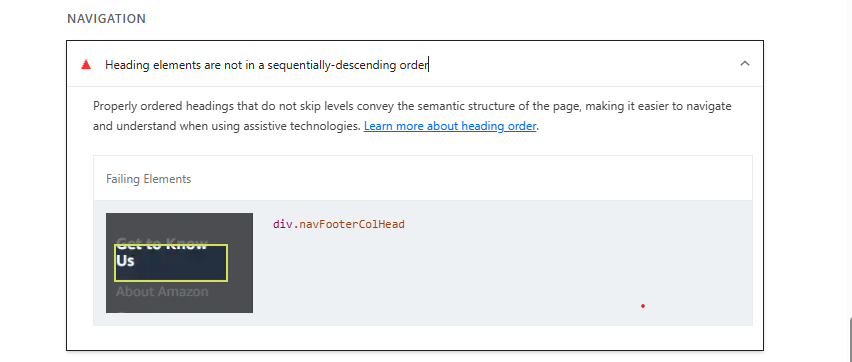 NAVIGATION
Heading elements are not in a sequentially-descending order
Properly ordered headings that do not skip levels convey the semantic structure of the page, making it easier to navigate
and understand when using assistive technologies. Learn more about heading order.
Failing Elements
Get to Know
Us
About Amazon
div.navFooterColHead